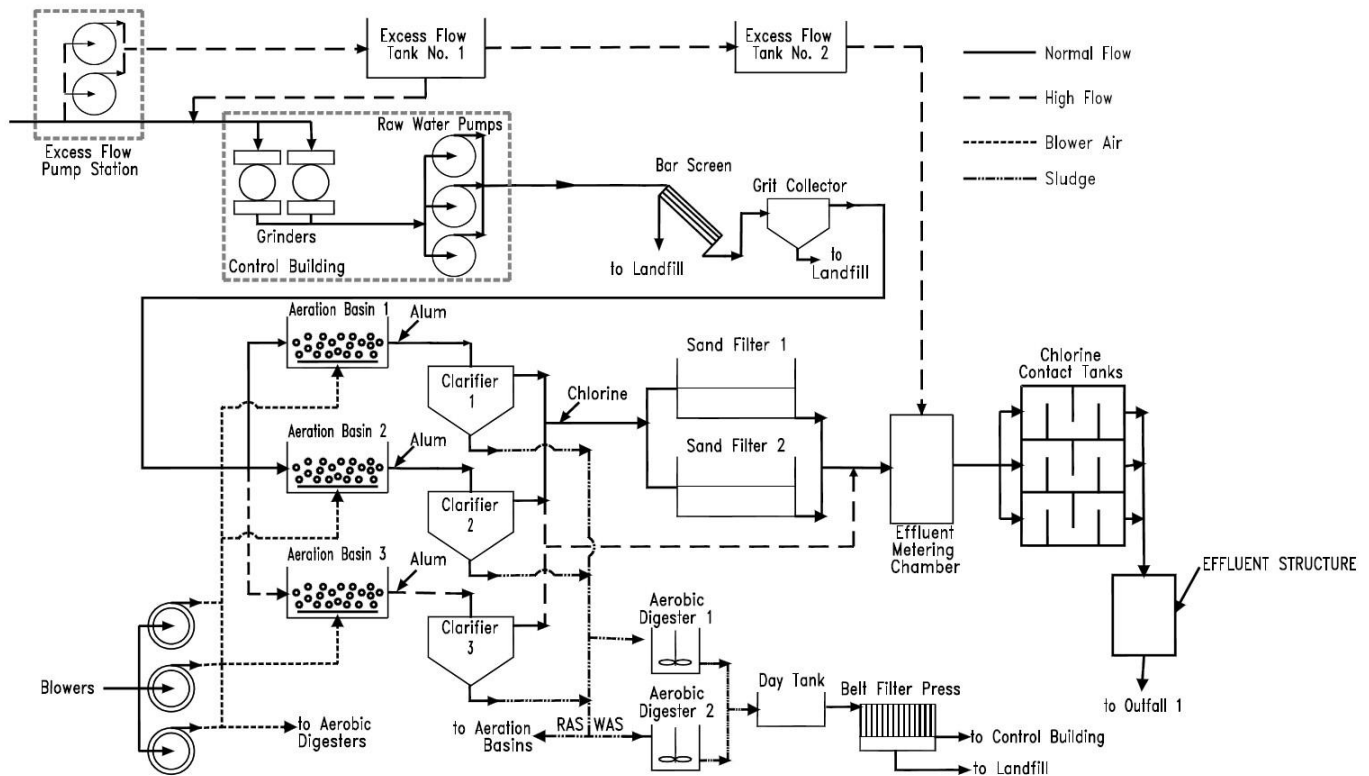 Excess Flow
Tank No. 1
Excess Flow
Tank No. 2
Normal Flow
High Flow
Blower Air
Sludge
Excess Flow
Pump Station
Raw Water Pumps
Grinders
Control Building
Bar Screen
to Landfill
Grit Collector
to
Landfill
Aeration Basin 1
Alum
Clarifier
1
Chlorine
Sand Filter 1
Chlorine
Contact Tanks
Aeration Basin 2
Alum
Clarifier
2
Sand Filter 2
Effluent
Metering
Chamber
Aeration Basin 3
Alum
Clarifier
3
EFFLUENT STRUCTURE
to Outfall 1
Blowers
to Aerobic
Digesters
to Aeration
Basins
RAS
WAS
Aerobic
Digester 1
Aerobic
Digester 2
Day Tank
Belt Filter Press
to Control Building
to Landfill